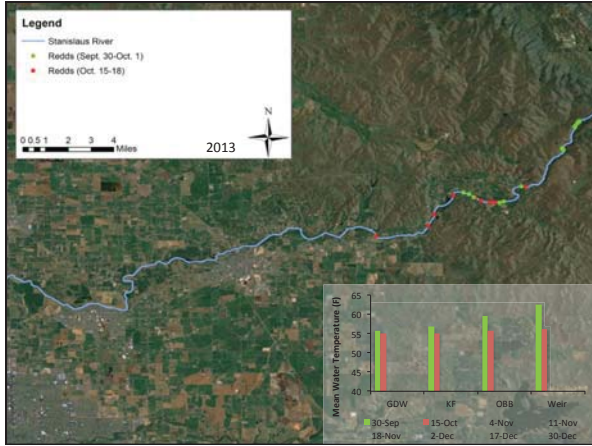 Legend
Stanislaus River
Redds (Sept. 30-Oct. 1)
Redds (Oct. 15-18)
N
0 0.5 1 2 3 4
Miles
2013
Mean Water Temperature (F)
65
60
55
50
45
40
GDW KF OBB Weir
30-Sep 15-Oct 4-Nov 11-Nov
18-Nov 2-Dec 17-Dec 30-Dec